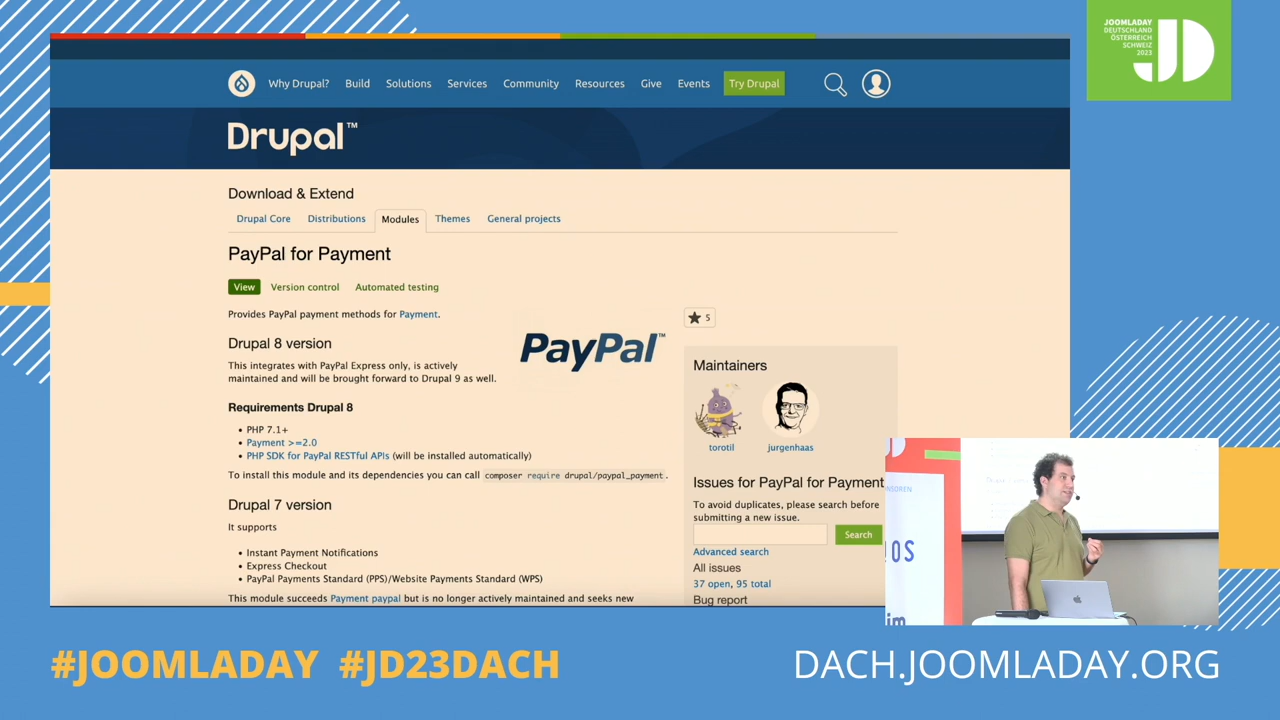 JOOMLADAY
DEUTSCHLAND
ÖSTERREICH
SCHWEIZ
2023
JD
Why Drupal? Build Solutions Services Community Resources Give Events Try Drupal
Drupal™
Download & Extend
Drupal Core Distributions Modules Themes General projects
PayPal for Payment
View Version control Automated testing
Provides PayPal payment methods for Payment.
5
PayPal™
Drupal 8 version
This integrates with PayPal Express only, is actively
maintained and will be brought forward to Drupal 9 as well.
Requirements Drupal 8
• PHP 7.1+
• Payment >=2.0
• PHP SDK for PayPal RESTful APIs (will be installed automatically)
To install this module and its dependencies you can call composer require drupal/paypal_payment.
Drupal 7 version
It supports
• Instant Payment Notifications
• Express Checkout
• PayPal Payments Standard (PPS)/Website Payments Standard (WPS)
This module succeeds Payment paypal but is no longer actively maintained and seeks new
Maintainers
torotil jurgenhaas
Issues for PayPal for Payment
To avoid duplicates, please search before
submitting a new issue.
Search
Advanced search
All issues
37 open, 95 total
Bug report
#JOOMLADAY #JD23DACH
DACH.JOOMLADAY.ORG